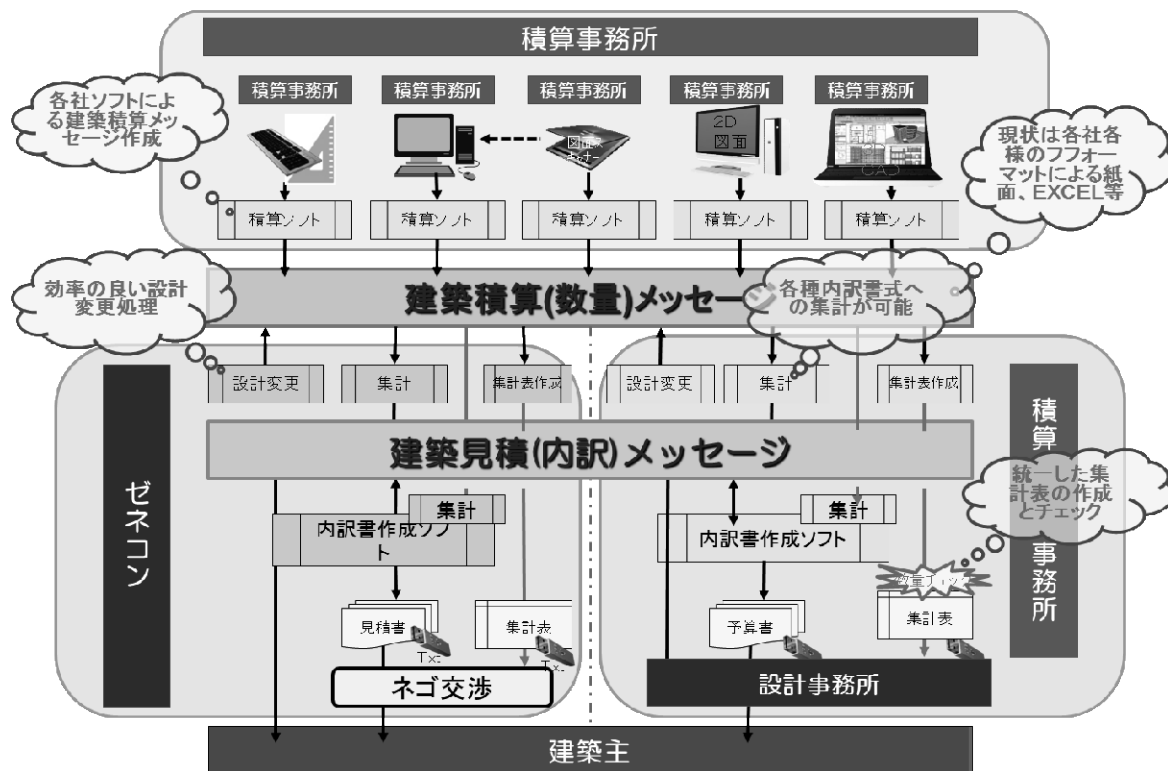 積算事務所
積算事務所
積算事務所
積算事務所
積算事務所
積算事務所
各社ソフトによ
る建築積算メッ
セージ作成
2D
図面
CAD
現状は各社各
様のフフォー
マットによる紙
面、EXCEL等
積算ソフト
積算ソフト
積算ソフト
積算ソフト
積算ソフト
効率の良い設計
変更処理
建築積算(数量)メッセー
各種内訳書式へ
の集計が可能
設計変更
集計
集計表作成
設計変更
集計
集計表作成
建築見積(内訳)メッセージ
ゼネコン
積算
事務所
統一した集
計表の作成
とチェック
集計
内訳書作成ソフ
ト
集計
内訳書作成ソフト
数量チェック
見積書
集計表
予算書
集計表
ネゴ交渉
設計事務所
建築主